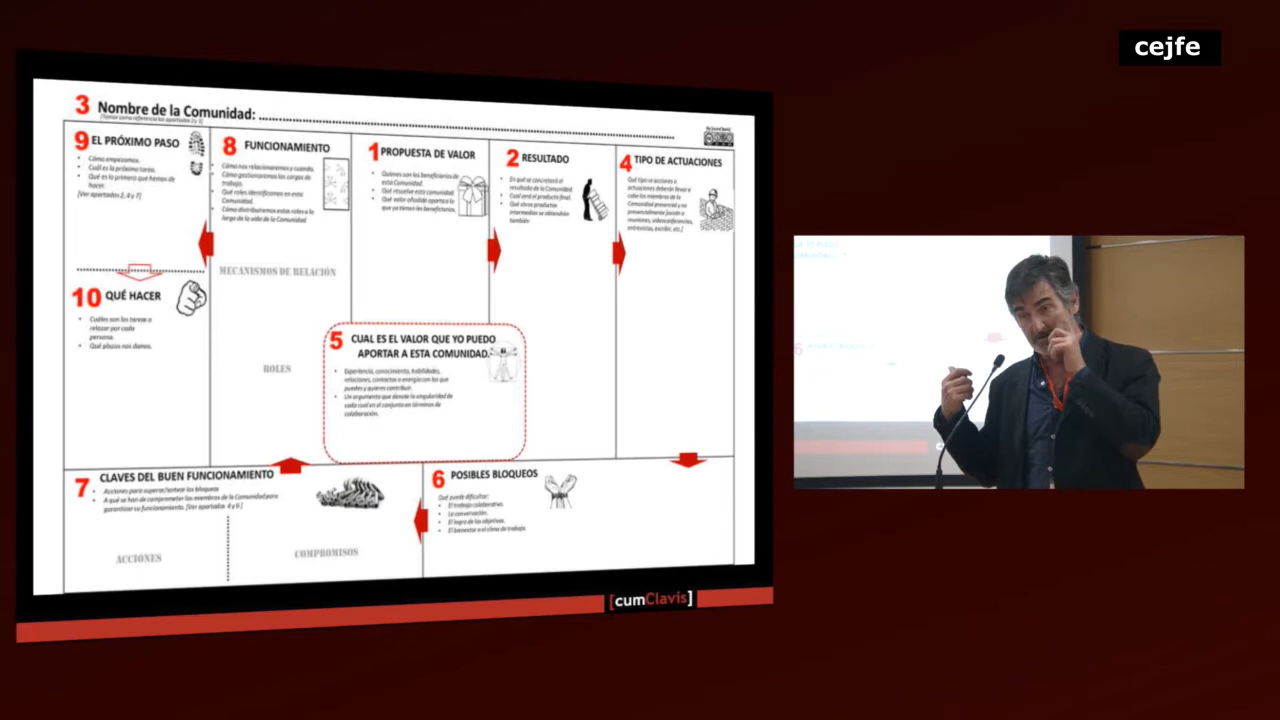 cejfe
3 Nombre de la Comunidad:
9 EL PRÓXIMO PASO
Cómo empezamos.
Cuál es la próxima tarea.
Qué es lo primero que hemos de
hacer.
[Ver apartados 2, 4 y 7]
8 FUNCIONAMIENTO
Cómo nos relacionaremos y cuando.
Cómo gestionaremos las cargas de
trabajo.
Qué roles identificamos en esta
Comunidad.
Cómo distribuiremos estos roles a lo
largo de la vida de la Comunidad
MECANISMOS DE RELACIÓN
ROLES
1 PROPUESTA DE VALOR
Quienes son los beneficiarios de
esta Comunidad.
Qué resuelve esta comunidad.
Qué valor añadido aporta a lo
que ya tienen los beneficiarios.
2 RESULTADO
En qué se concretará el
resultado de la Comunidad.
Cual será el producto final.
Qué otros productos
intermedios se obtendrán
también
4 TIPO DE ACTUACIONES
Qué tipo de acciones o
actuaciones deberán llevar a
cabo los miembros de la
Comunidad presencial y no
presencialmente [acudir a
reuniones, videoconferencias,
entrevistas, escribir, etc.]
10 QUÉ HACER
Cuáles son las tareas a
realizar por cada
persona.
Qué plazos nos damos.
5 CUAL ES EL VALOR QUE YO PUEDO
APORTAR A ESTA COMUNIDAD.
Experiencia, conocimiento, habilidades,
relaciones, contactos o energía con los que
puedes y quieres contribuir.
Un argumento que denote la singularidad de
cada cual en el conjunto en términos de
colaboración.
7 CLAVES DEL BUEN FUNCIONAMIENTO
Acciones para superar/sortear los bloqueos
A qué se han de comprometer los miembros de la Comunidad para
garantizar su funcionamiento. [Ver apartados 4 y 6]
ACCIONES
COMPROMISOS
6 POSIBLES BLOQUEOS
Qué puede dificultar:
El trabajo colaborativo.
La conversación.
El logro de los objetivos.
El bienestar o el clima de trabajo.
[cumClavis]